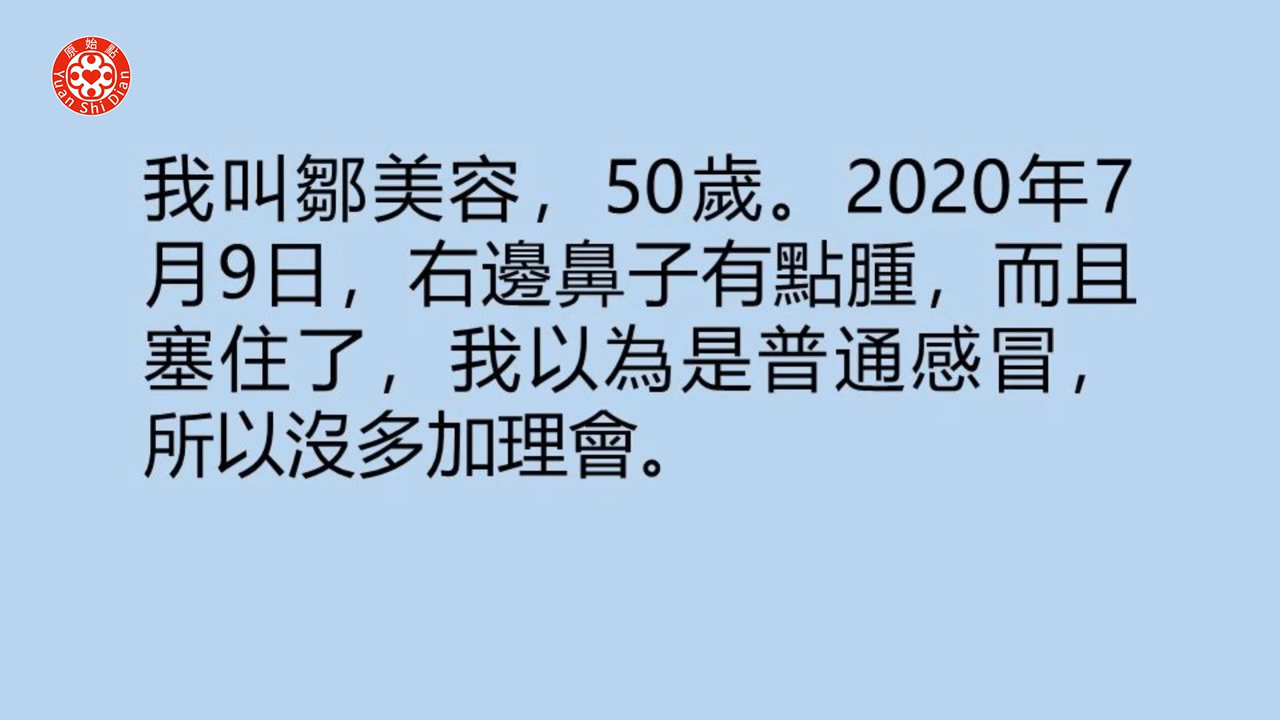 原始點
Yuan Shi Dian
我叫鄒美容，50歲。2020年7
月9日，右邊鼻子有點腫，而且
塞住了，我以為是普通感冒，
所以沒多加理會。